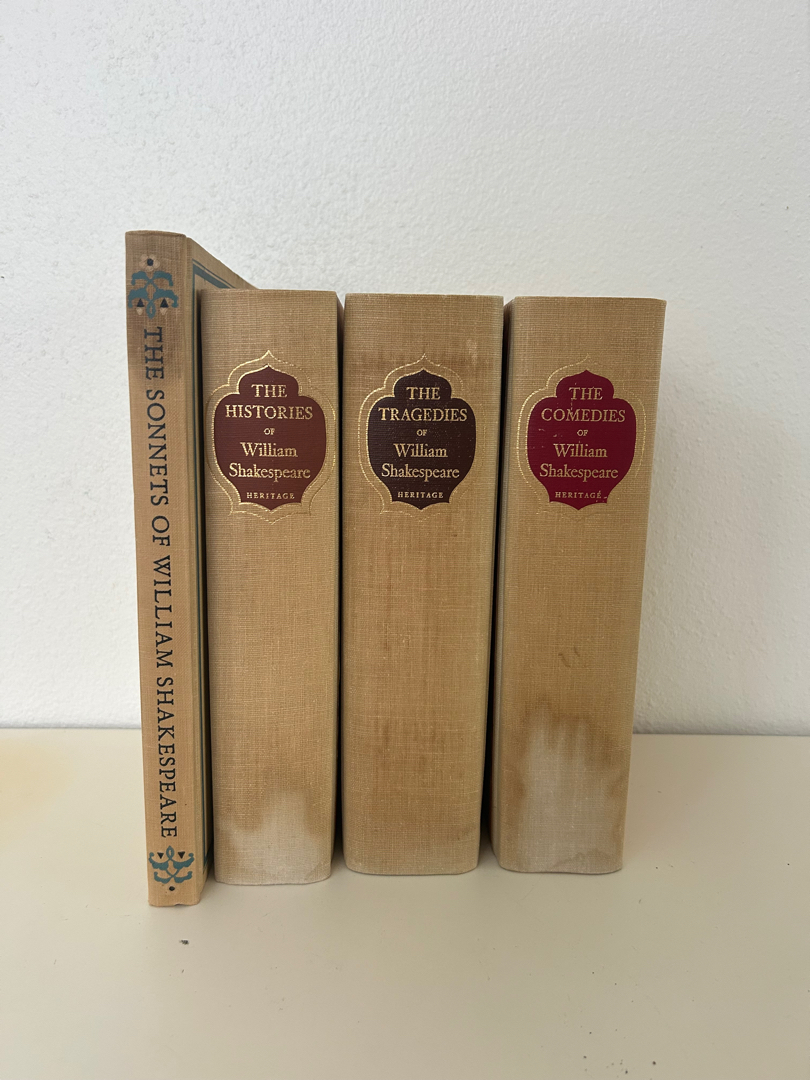 THE SONNETS OF WILLIAM SHAKESPEARE
THE
HISTORIES
OF
William
Shakespeare
HERITAGE
THE
TRAGEDIES
OF
William
Shakespeare
HERITAGE
THE
COMEDIES
OF
William
Shakespeare
HERITAGE